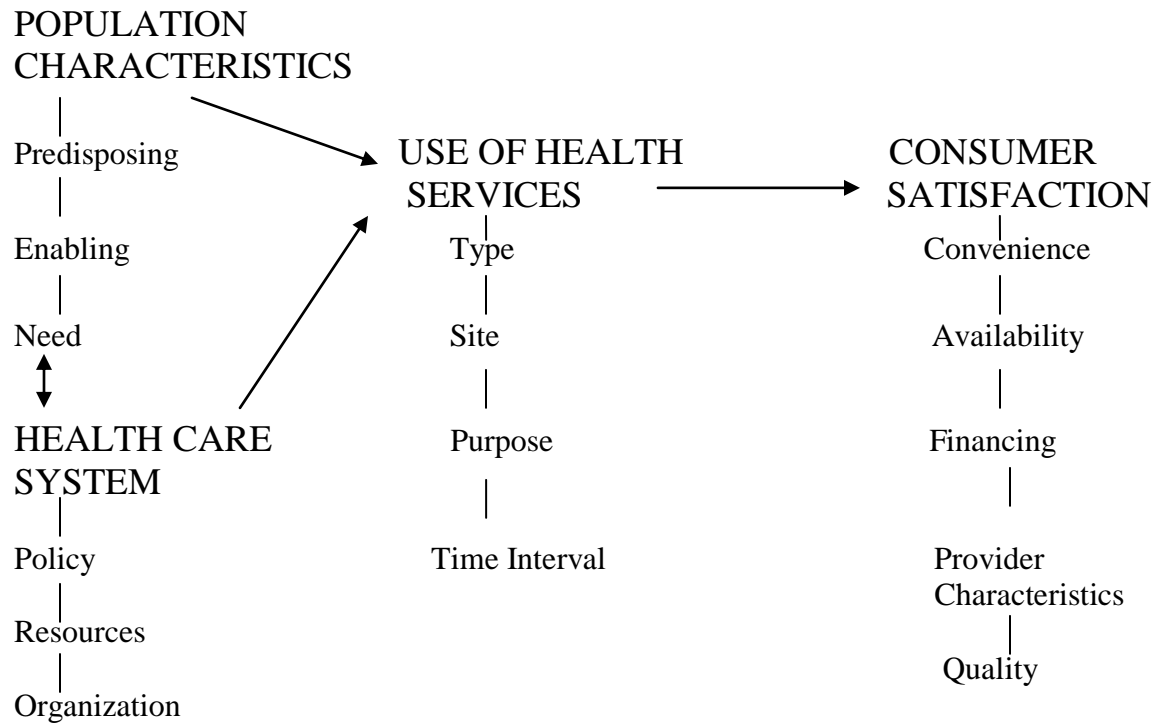 POPULATION
CHARACTERISTICS
Predisposing
Enabling
Need
HEALTH CARE
SYSTEM
Policy
Resources
Organization
USE OF HEALTH
SERVICES
Type
Site
Purpose
Time Interval
CONSUMER
SATISFACTION
Convenience
Availability
Financing
Provider
Characteristics
Quality